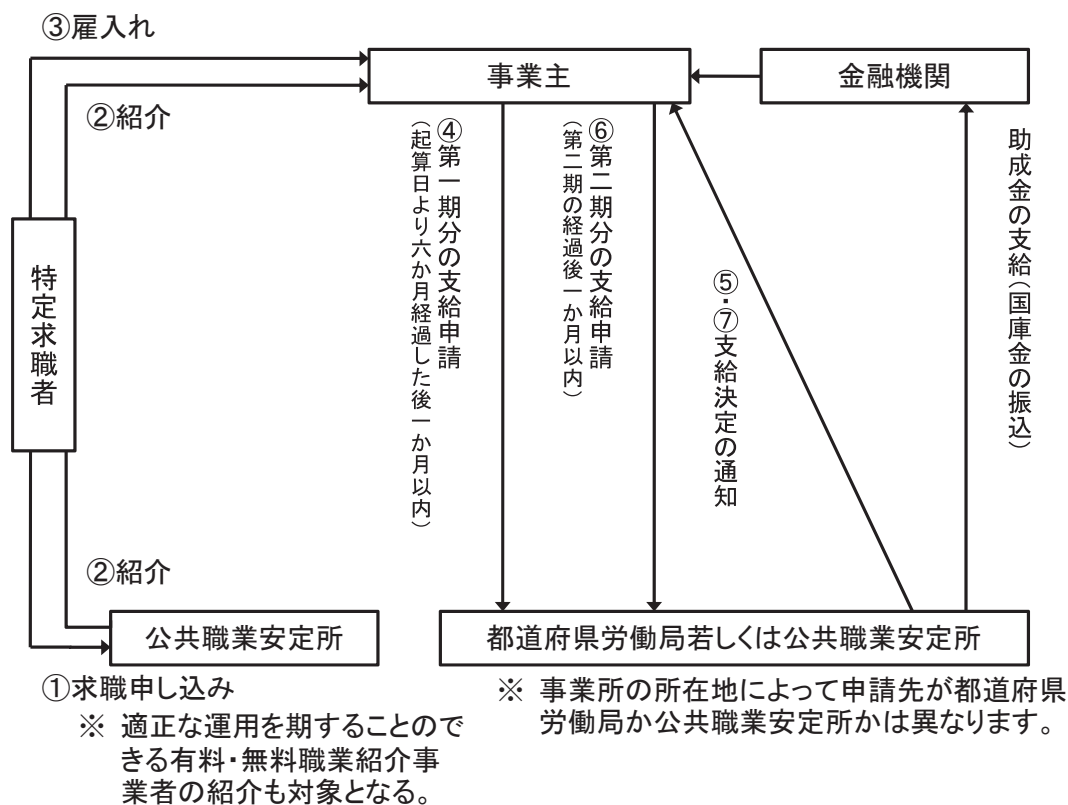 ③雇入れ
事業主
金融機関
②紹介
④第一期分の支給申請
（起算日より六か月経過した後一か月以内）
⑥第二期分の支給申請
（第二期の経過後一か月以内）
⑤・⑦支給決定の通知
助成金の支給（国庫金の振込）
特定求職者
②紹介
公共職業安定所
都道府県労働局若しくは公共職業安定所
①求職申し込み
※ 適正な運用を期することので
きる有料・無料職業紹介事
業者の紹介も対象となる。
※ 事業所の所在地によって申請先が都道府県
労働局か公共職業安定所かは異なります。